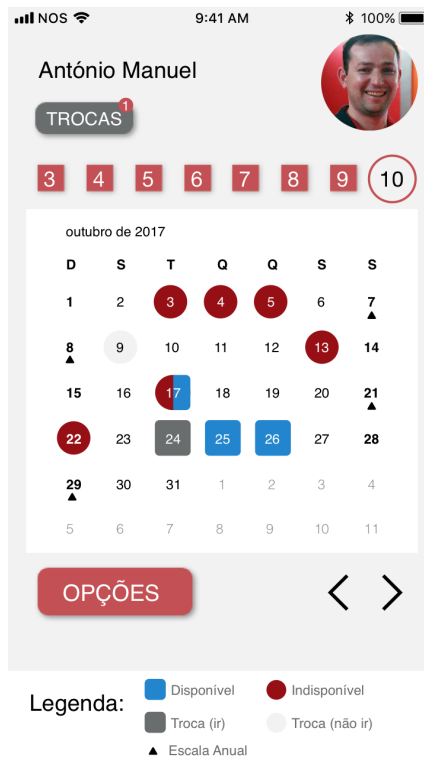 NOS 9:41 AM 100%
António Manuel
TROCAS 1
3 4 5 6 7 8 9 10
outubro de 2017
D S T Q Q S S
1 2 3 4 5 6 7
8 9 10 11 12 13 14
15 16 17 18 19 20 21
22 23 24 25 26 27 28
29 30 31 1 2 3 4
5 6 7 8 9 10 11
OPÇÕES
Legenda:
Disponível Indisponível
Troca (ir) Troca (não ir)
Escala Anual